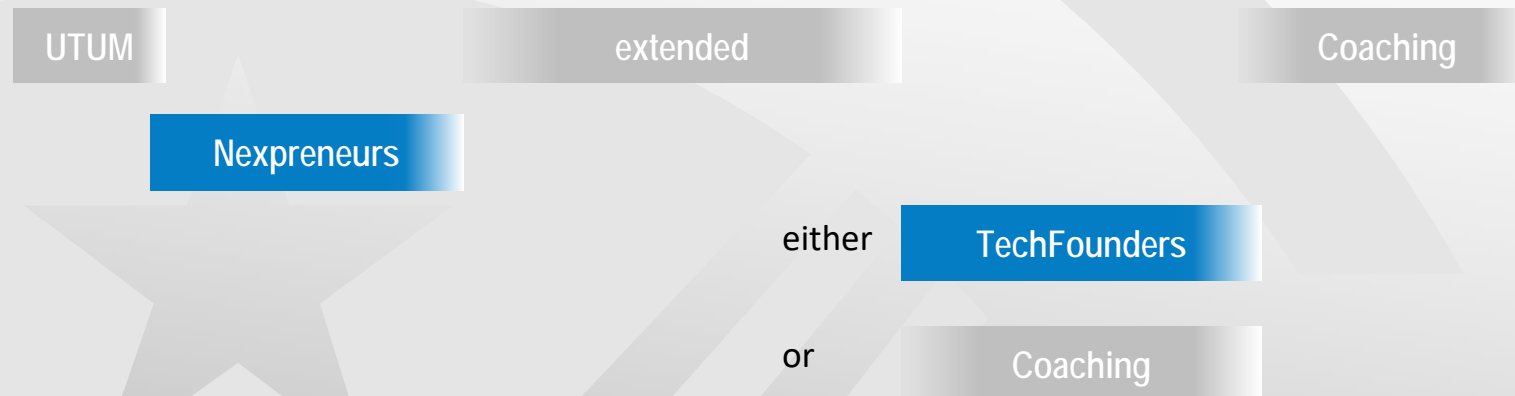 UTUM extended Coaching
Nexpreneurs
either TechFounders
or Coaching